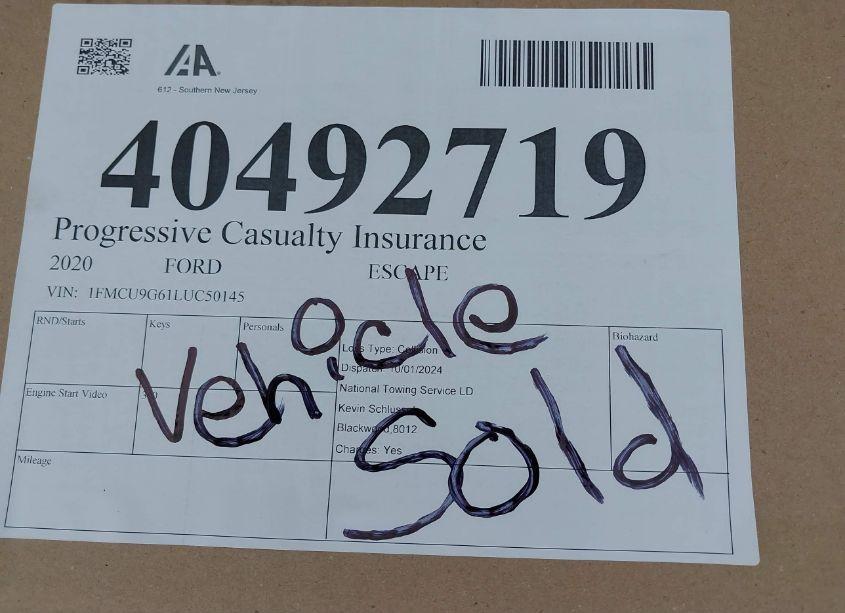 IAA
612 - Southern New Jersey
40492719
Progressive Casualty Insurance
2020 FORD ESCAPE
VIN: 1FMCU9G61LUC50145
RND/Starts
Keys
Personals
Loss Type: Collision
Dispatch: 10/01/2024
National Towing Service LD
Kevin
Blackwood,8012
Charges: Yes
Biohazard
Engine Start Video
360
Mileage
Vehicle
Sold